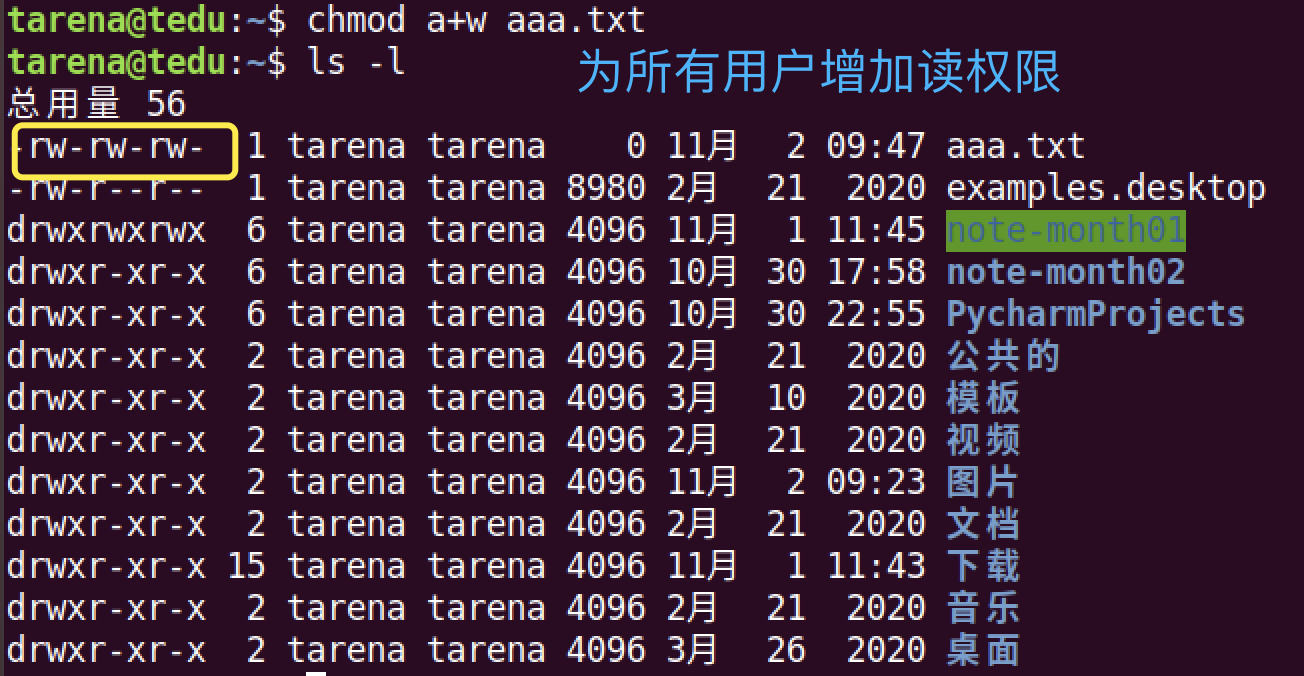 tarena@tedu:~$ chmod a+w aaa.txt
tarena@tedu:~$ ls -l
为所有用户增加读权限
总用量 56
-rw-rw-rw- 1 tarena tarena 0 11月 2 09:47 aaa.txt
-rw-r--r-- 1 tarena tarena 8980 2月 21 2020 examples.desktop
drwxrwxrwx 6 tarena tarena 4096 11月 1 11:45 note-month01
drwxr-xr-x 6 tarena tarena 4096 10月 30 17:58 note-month02
drwxr-xr-x 6 tarena tarena 4096 10月 30 22:55 PycharmProjects
drwxr-xr-x 2 tarena tarena 4096 2月 21 2020 公共的
drwxr-xr-x 2 tarena tarena 4096 3月 10 2020 模板
drwxr-xr-x 2 tarena tarena 4096 2月 21 2020 视频
drwxr-xr-x 2 tarena tarena 4096 11月 2 09:23 图片
drwxr-xr-x 2 tarena tarena 4096 2月 21 2020 文档
drwxr-xr-x 15 tarena tarena 4096 11月 1 11:43 下载
drwxr-xr-x 2 tarena tarena 4096 2月 21 2020 音乐
drwxr-xr-x 2 tarena tarena 4096 3月 26 2020 桌面